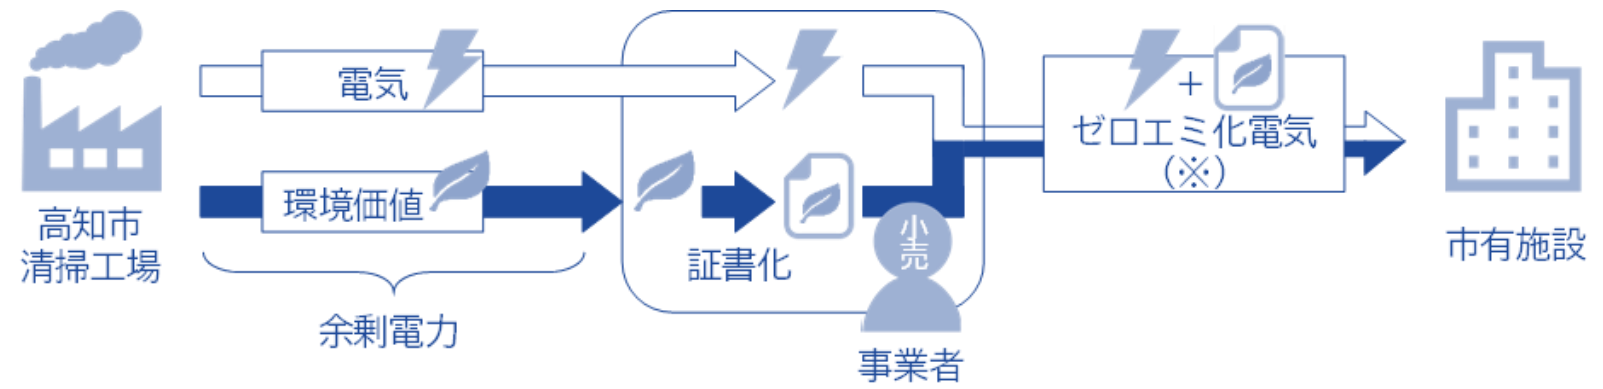 高知市
清掃工場
電気
環境価値
余剰電力
証書化
小売
事業者
+
ゼロエミ化電気
(※)
市有施設